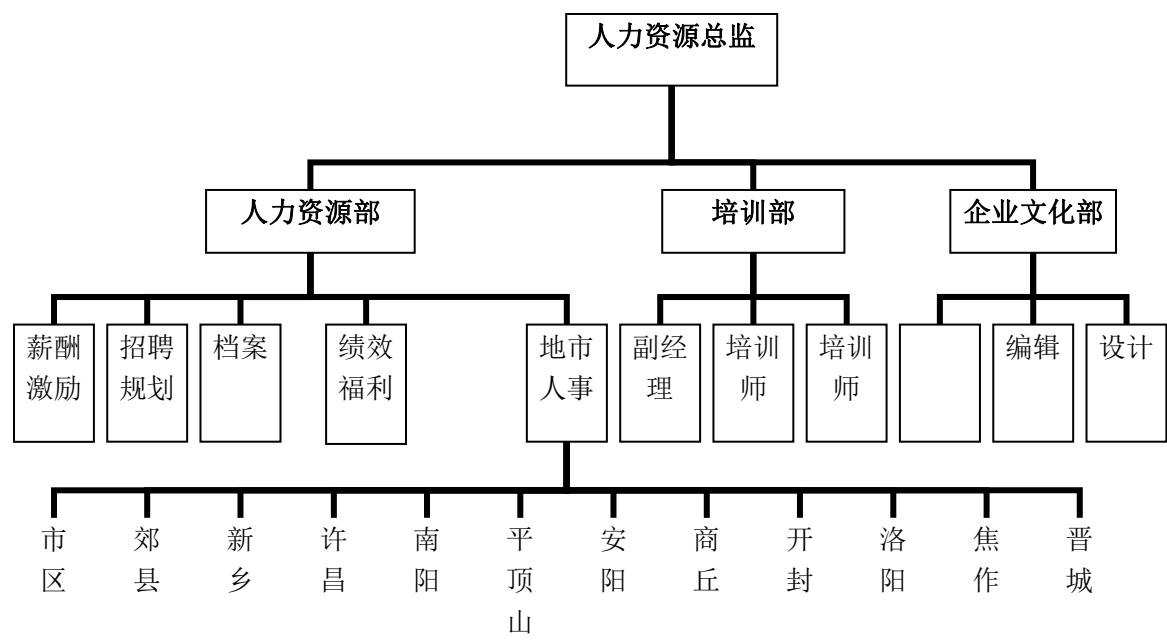 人力资源总监
人力资源部
培训部
企业文化部
薪酬
激励
招聘
规划
档案
绩效
福利
地市
人事
副经
理
培训
师
培训
师
编辑
设计
市
区
郊
县
新
乡
许
昌
南
阳
平
顶
山
安
阳
商
丘
开
封
洛
阳
焦
作
晋
城